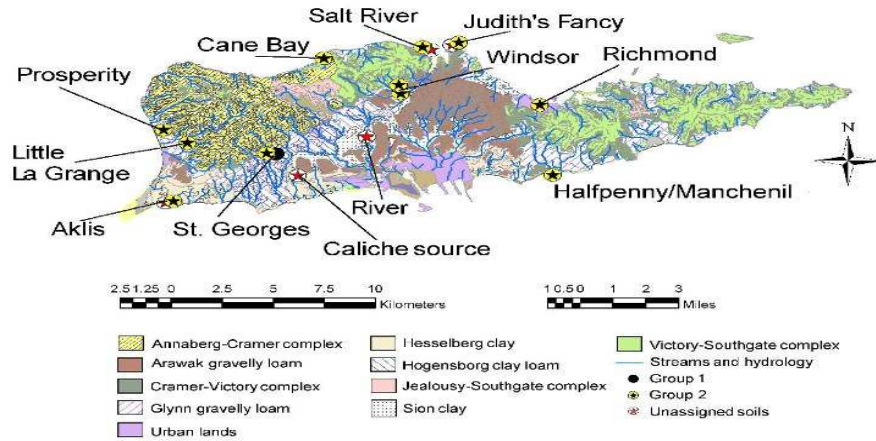 Salt River
Judith's Fancy
Cane Bay
Windsor
Richmond
Prosperity
Little
La Grange
N
Halfpenny/Manchenil
Aklis
St. Georges
River
Caliche source
2.5 1.25 0 2.5 5 7.5 10
Kilometers
1 0.5 0 1 2 3
Miles
Annaberg-Cramer complex
Arawak gravelly loam
Cramer-Victory complex
Glynn gravelly loam
Urban lands
Hesselberg clay
Hogensborg clay loam
Jealousy-Southgate complex
Sion clay
Victory-Southgate complex
Streams and hydrology
Group 1
Group 2
Unassigned soils